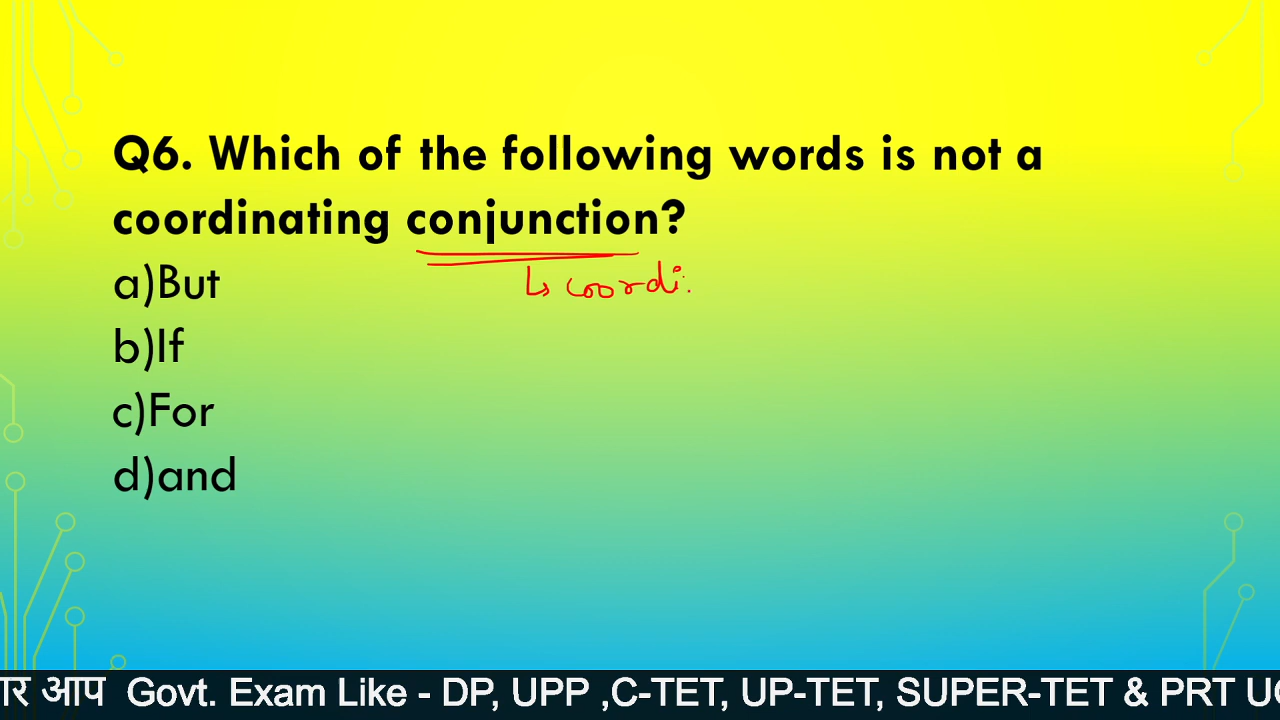 Q6. Which of the following words is not a
coordinating conjunction?
a)But
↳ coordi.
b)If
c)For
d)and
ार आप Govt. Exam Like - DP, UPP ,C-TET, UP-TET, SUPER-TET & PRT